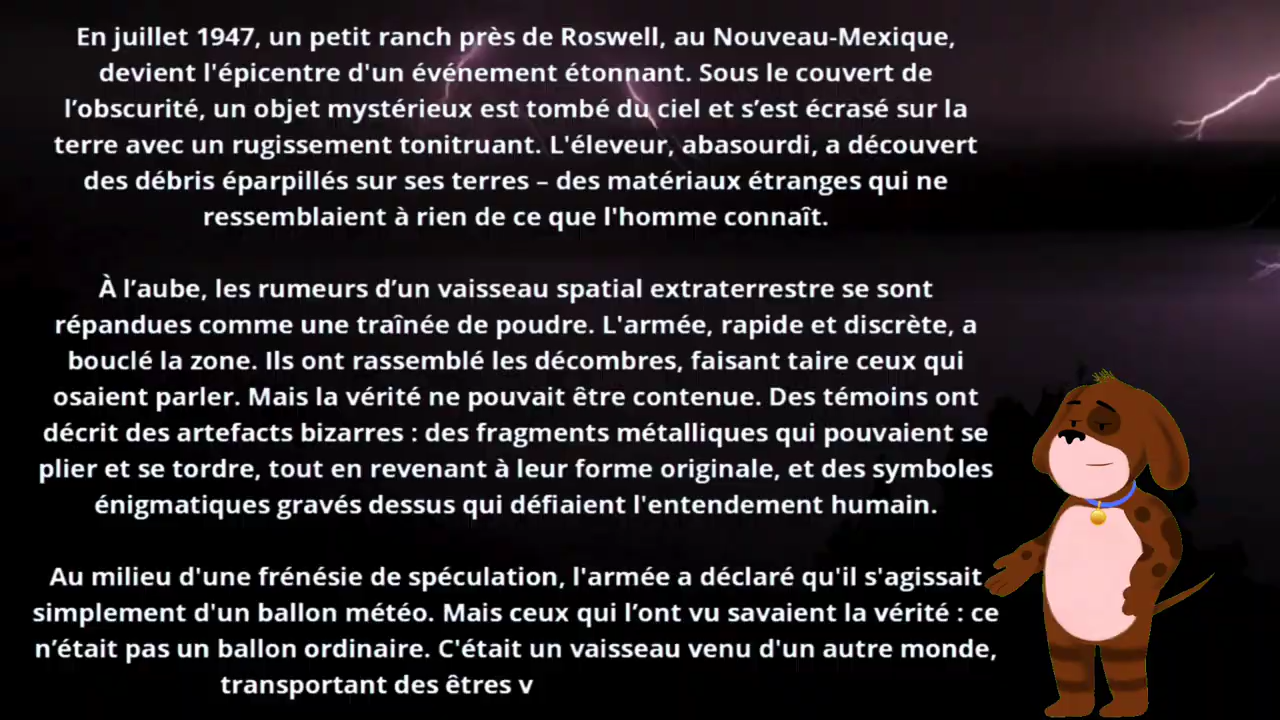 En juillet 1947, un petit ranch près de Roswell, au Nouveau-Mexique,
devient l'épicentre d'un événement étonnant. Sous le couvert de
l’obscurité, un objet mystérieux est tombé du ciel et s’est écrasé sur la
terre avec un rugissement tonitruant. L'éleveur, abasourdi, a découvert
des débris éparpillés sur ses terres – des matériaux étranges qui ne
ressemblaient à rien de ce que l'homme connaît.
À l’aube, les rumeurs d’un vaisseau spatial extraterrestre se sont
répandues comme une traînée de poudre. L'armée, rapide et discrète, a
bouclé la zone. Ils ont rassemblé les décombres, faisant taire ceux qui
osaient parler. Mais la vérité ne pouvait être contenue. Des témoins ont
décrit des artefacts bizarres : des fragments métalliques qui pouvaient se
plier et se tordre, tout en revenant à leur forme originale, et des symboles
énigmatiques gravés dessus qui défiaient l'entendement humain.
Au milieu d'une frénésie de spéculation, l'armée a déclaré qu'il s'agissait
simplement d'un ballon météo. Mais ceux qui l’ont vu savaient la vérité : ce
n’était pas un ballon ordinaire. C'était un vaisseau venu d'un autre monde,
transportant des êtres v